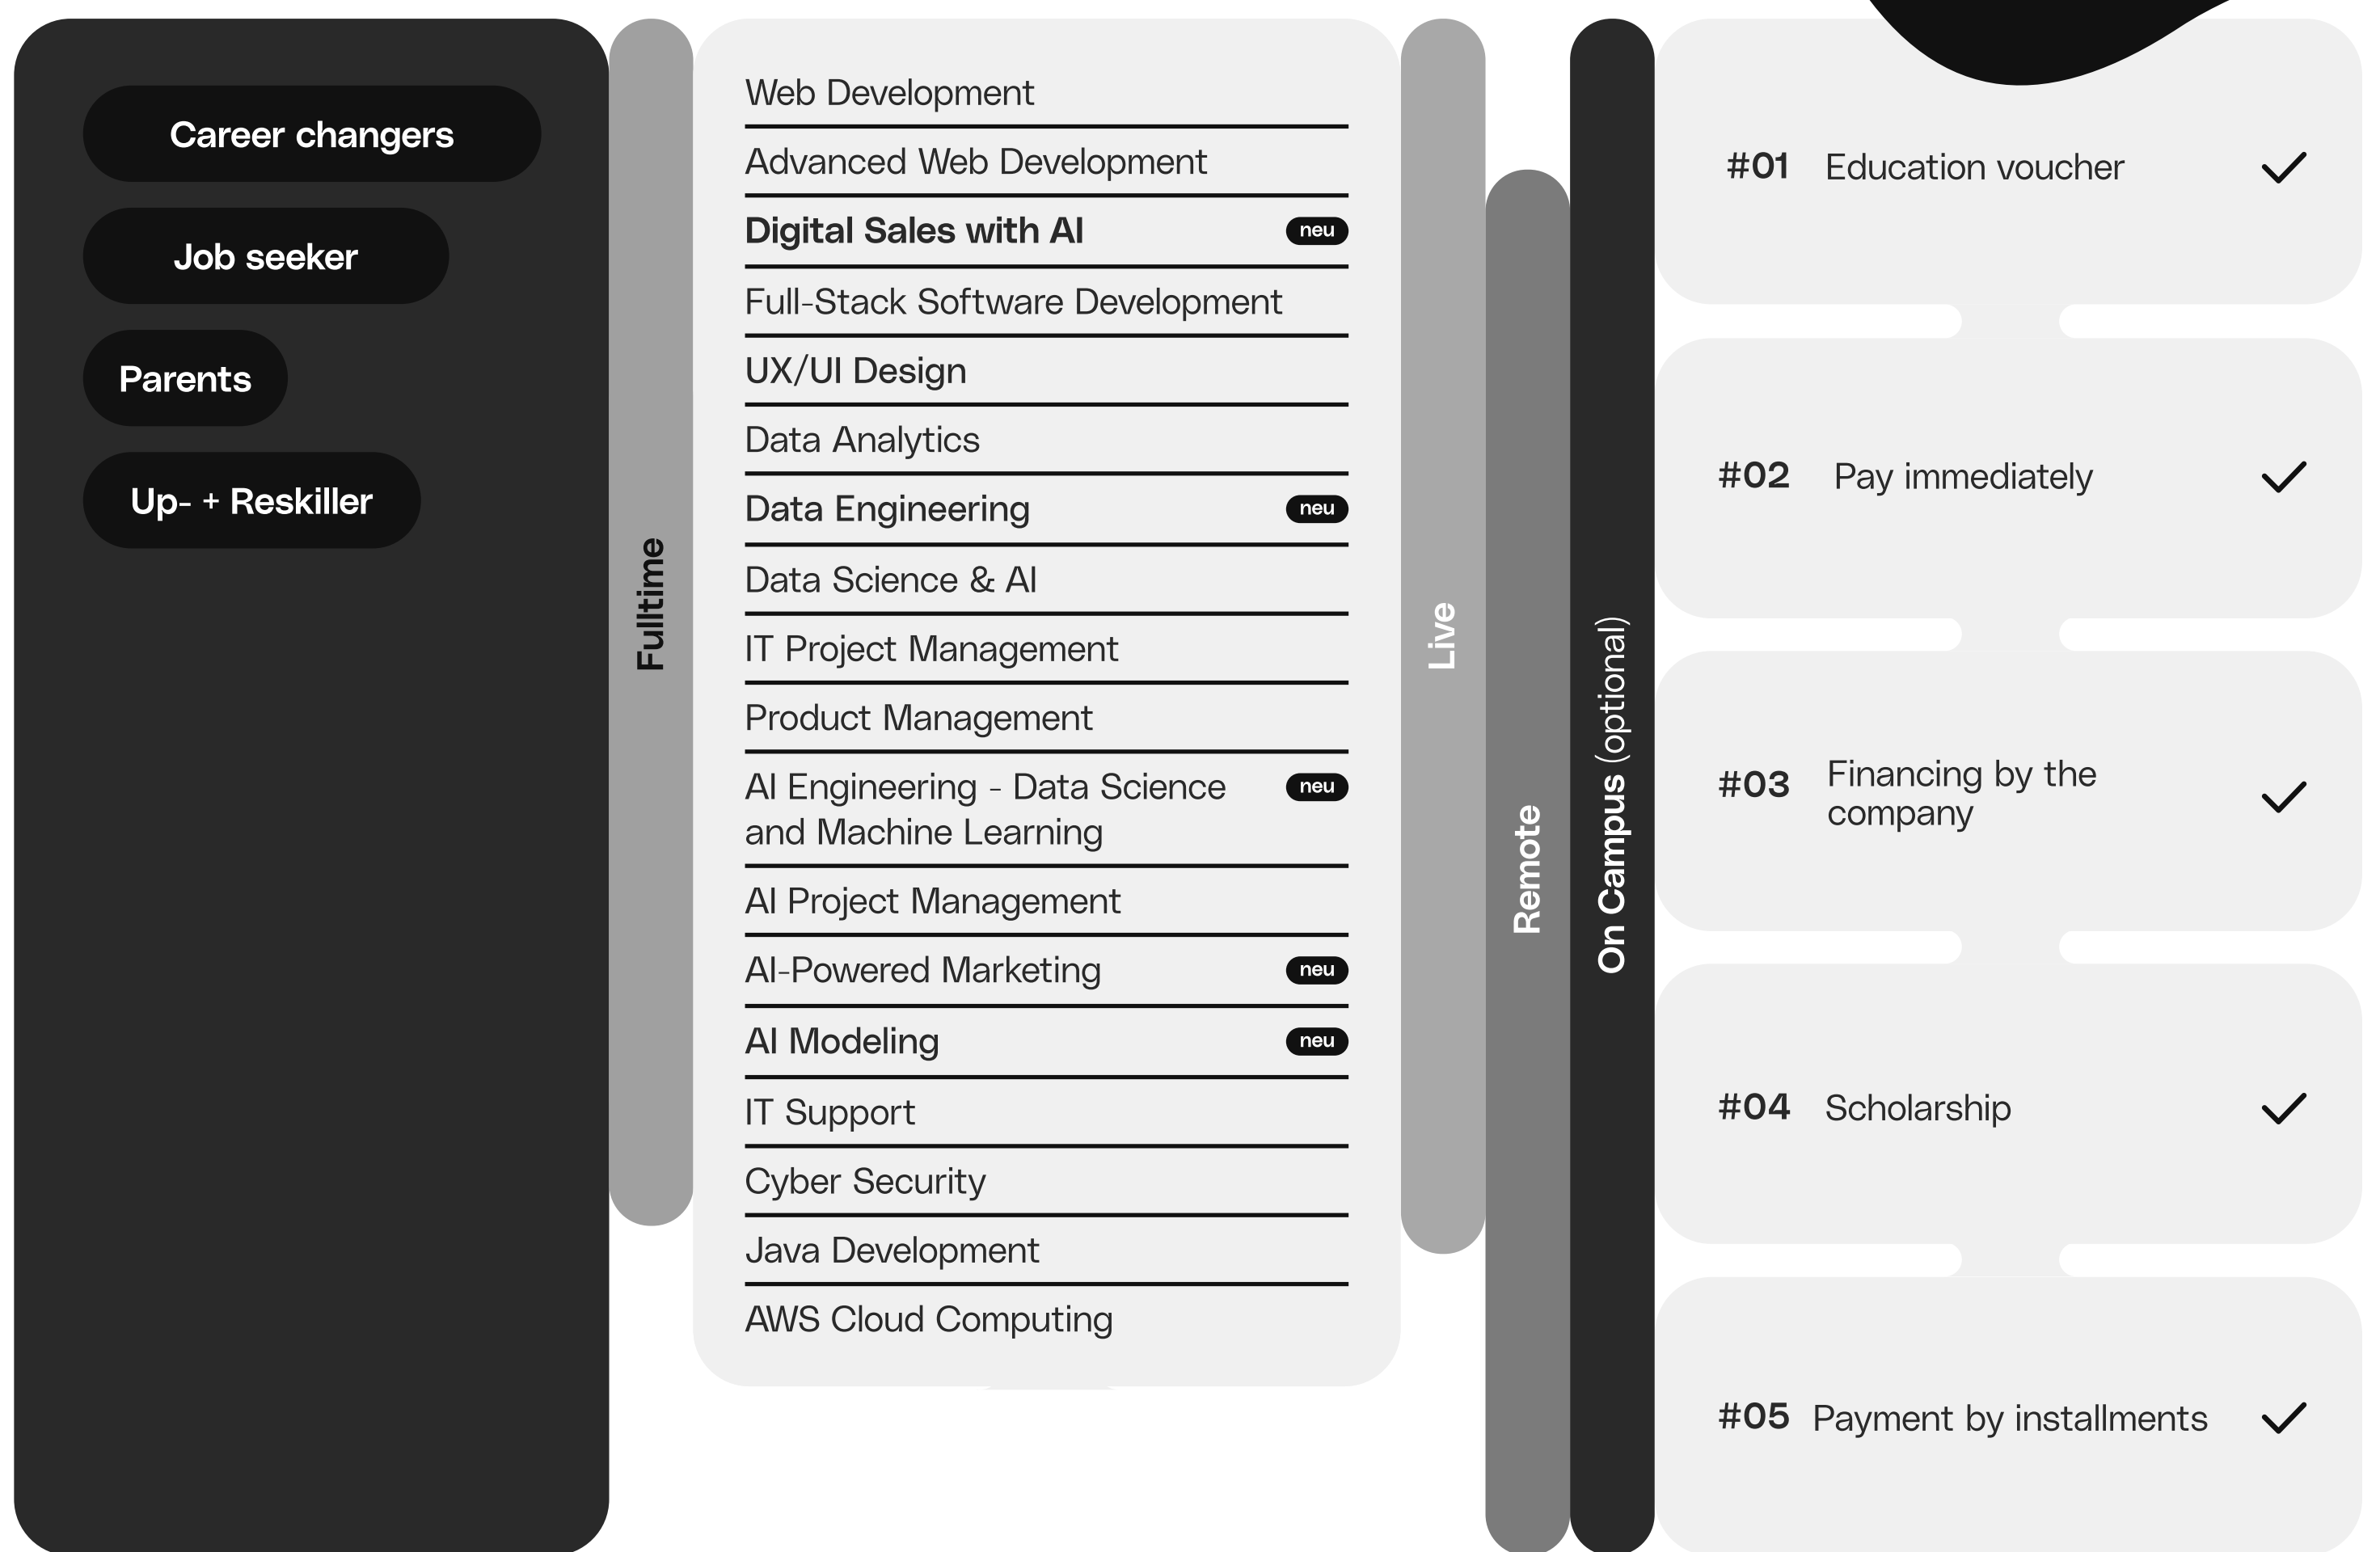 Career changers
Job seeker
Parents
Up- + Reskiller
Fulltime
Web Development
Advanced Web Development
Digital Sales with AI neu
Full-Stack Software Development
UX/UI Design
Data Analytics
Data Engineering neu
Data Science & AI
IT Project Management
Product Management
AI Engineering - Data Science neu
and Machine Learning
AI Project Management
AI-Powered Marketing neu
AI Modeling neu
IT Support
Cyber Security
Java Development
AWS Cloud Computing
Live
Remote
On Campus (optional)
#01 Education voucher
#02 Pay immediately
#03 Financing by the
company
#04 Scholarship
#05 Payment by installments